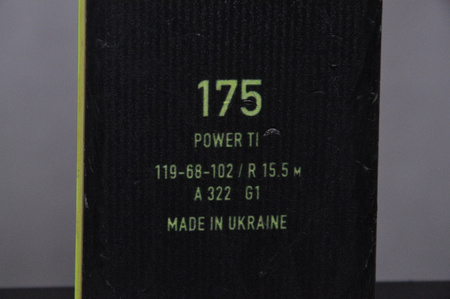 175
POWER TI
119-68-102 / R 15.5 M
A 322 G1
MADE IN UKRAINE